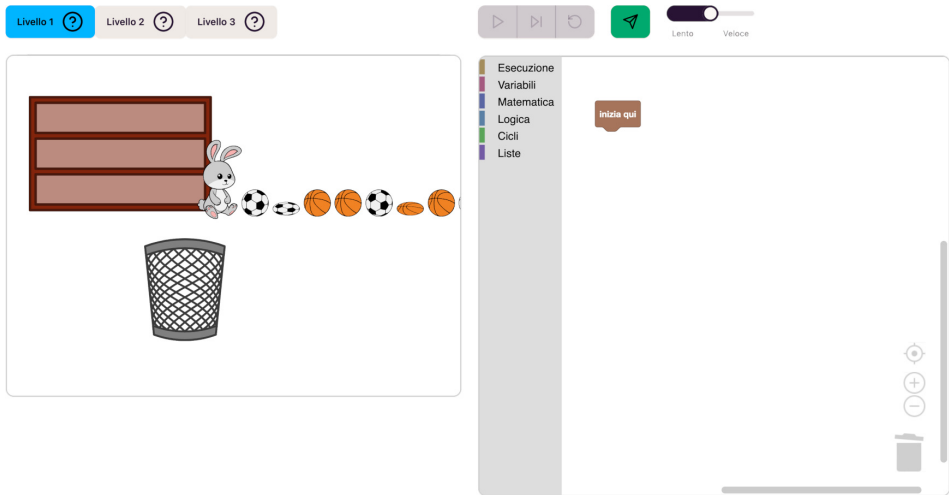 Livello 1 ?
Livello 2 ?
Livello 3 ?
Lento Veloce
Esecuzione
Variabili
Matematica
Logica
Cicli
Liste
inizia qui